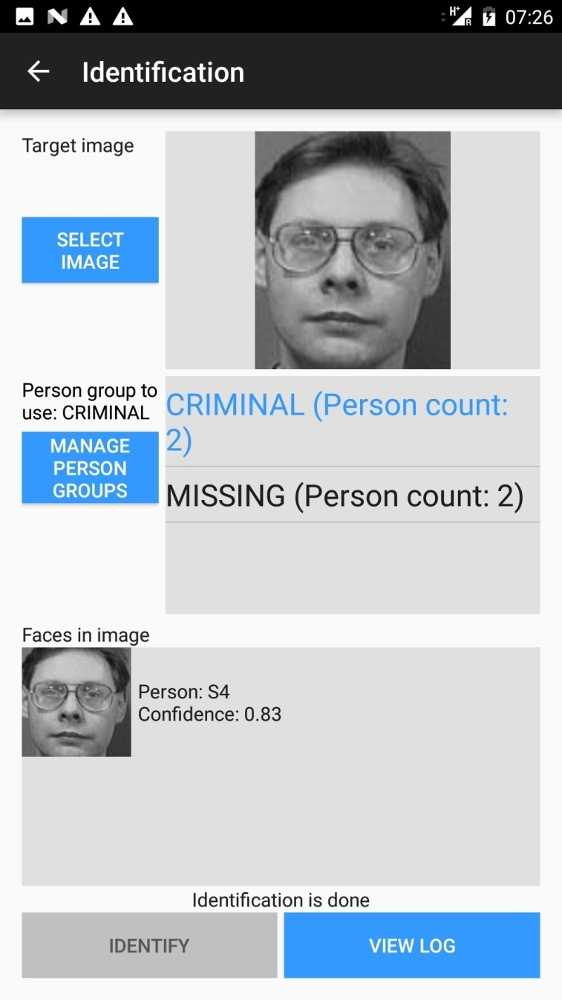 H+
R
07:26
Identification
Target image
SELECT
IMAGE
Person group to
use: CRIMINAL
MANAGE
PERSON
GROUPS
CRIMINAL (Person count:
2)
MISSING (Person count: 2)
Faces in image
Person: S4
Confidence: 0.83
Identification is done
IDENTIFY
VIEW LOG